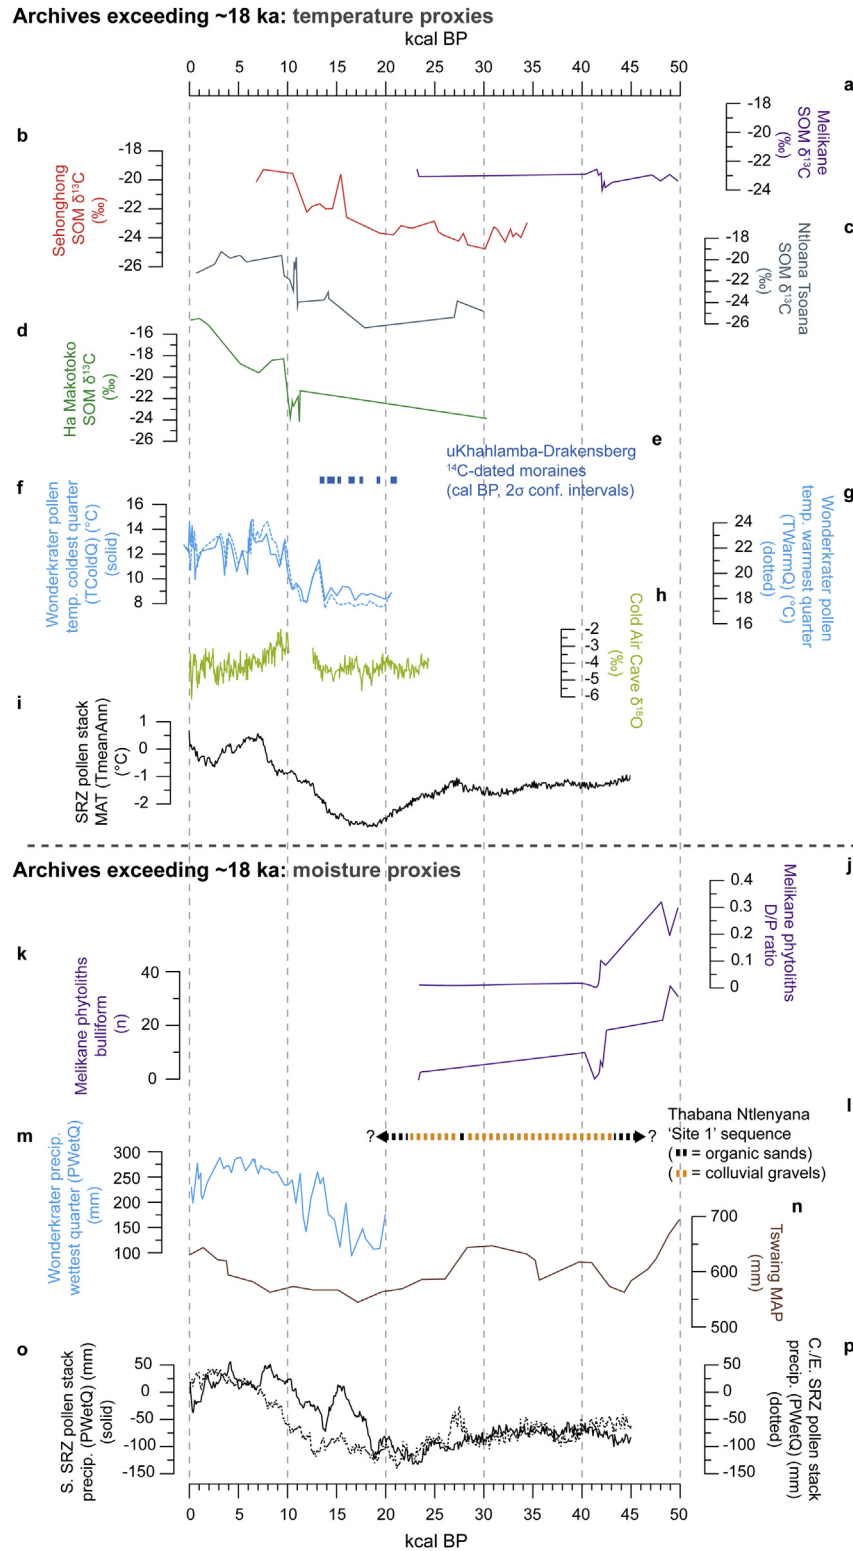 Archives exceeding ~18 ka: temperature proxies
kcal BP
0 5 10 15 20 25 30 35 40 45 50
a
-18
-20
-22
-24
Melikane
SOM δ13C
(‰)
b
-18
-20
-22
-24
-26
Sehonghong
SOM δ13C
(‰)
c
-18
-20
-22
-24
-26
Ntloana Tsoana
SOM δ13C
(‰)
d
-16
-18
-20
-22
-24
-26
Ha Makotoko
SOM δ13C
(‰)
e
uKhahlamba-Drakensberg
14C-dated moraines
(cal BP, 2σ conf. intervals)
f
16
14
12
10
8
Wonderkrater pollen
temp. coldest quarter
(TColdQ) (°C)
(solid)
g
24
22
20
18
16
Wonderkrater pollen
temp. warmest quarter
(TWarmQ) (°C)
(dotted)
h
-2
-3
-4
-5
-6
Cold Air Cave δ18O
(‰)
i
1
0
-1
-2
SRZ pollen stack
MAT (TmeanAnn)
(°C)
Archives exceeding ~18 ka: moisture proxies
j
0.4
0.3
0.2
0.1
0
Melikane phytoliths
D/P ratio
k
40
20
0
Melikane phytoliths
bulliform
(n)
l
Thabana Ntlenyana
‘Site 1’ sequence
( = organic sands)
( = colluvial gravels)
? ?
m
300
250
200
150
100
Wonderkrater precip.
wettest quarter (PWetQ)
(mm)
n
700
600
500
Tswaing MAP
(mm)
o
50
0
-50
-100
-150
S. SRZ pollen stack
precip. (PWetQ) (mm)
(solid)
p
50
0
-50
-100
-150
C./E. SRZ pollen stack
precip. (PWetQ) (mm)
(dotted)
0 5 10 15 20 25 30 35 40 45 50
kcal BP